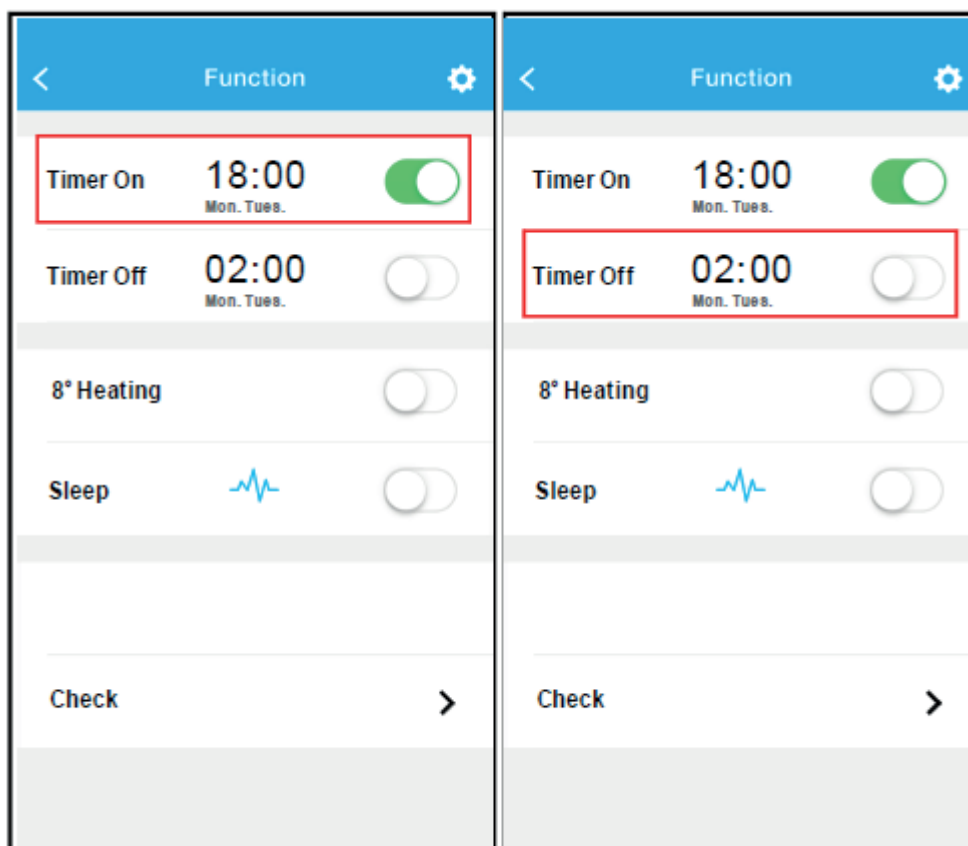 Function
Timer On 18:00
Mon. Tues.
Timer Off 02:00
Mon. Tues.
8° Heating
Sleep
Check
Function
Timer On 18:00
Mon. Tues.
Timer Off 02:00
Mon. Tues.
8° Heating
Sleep
Check